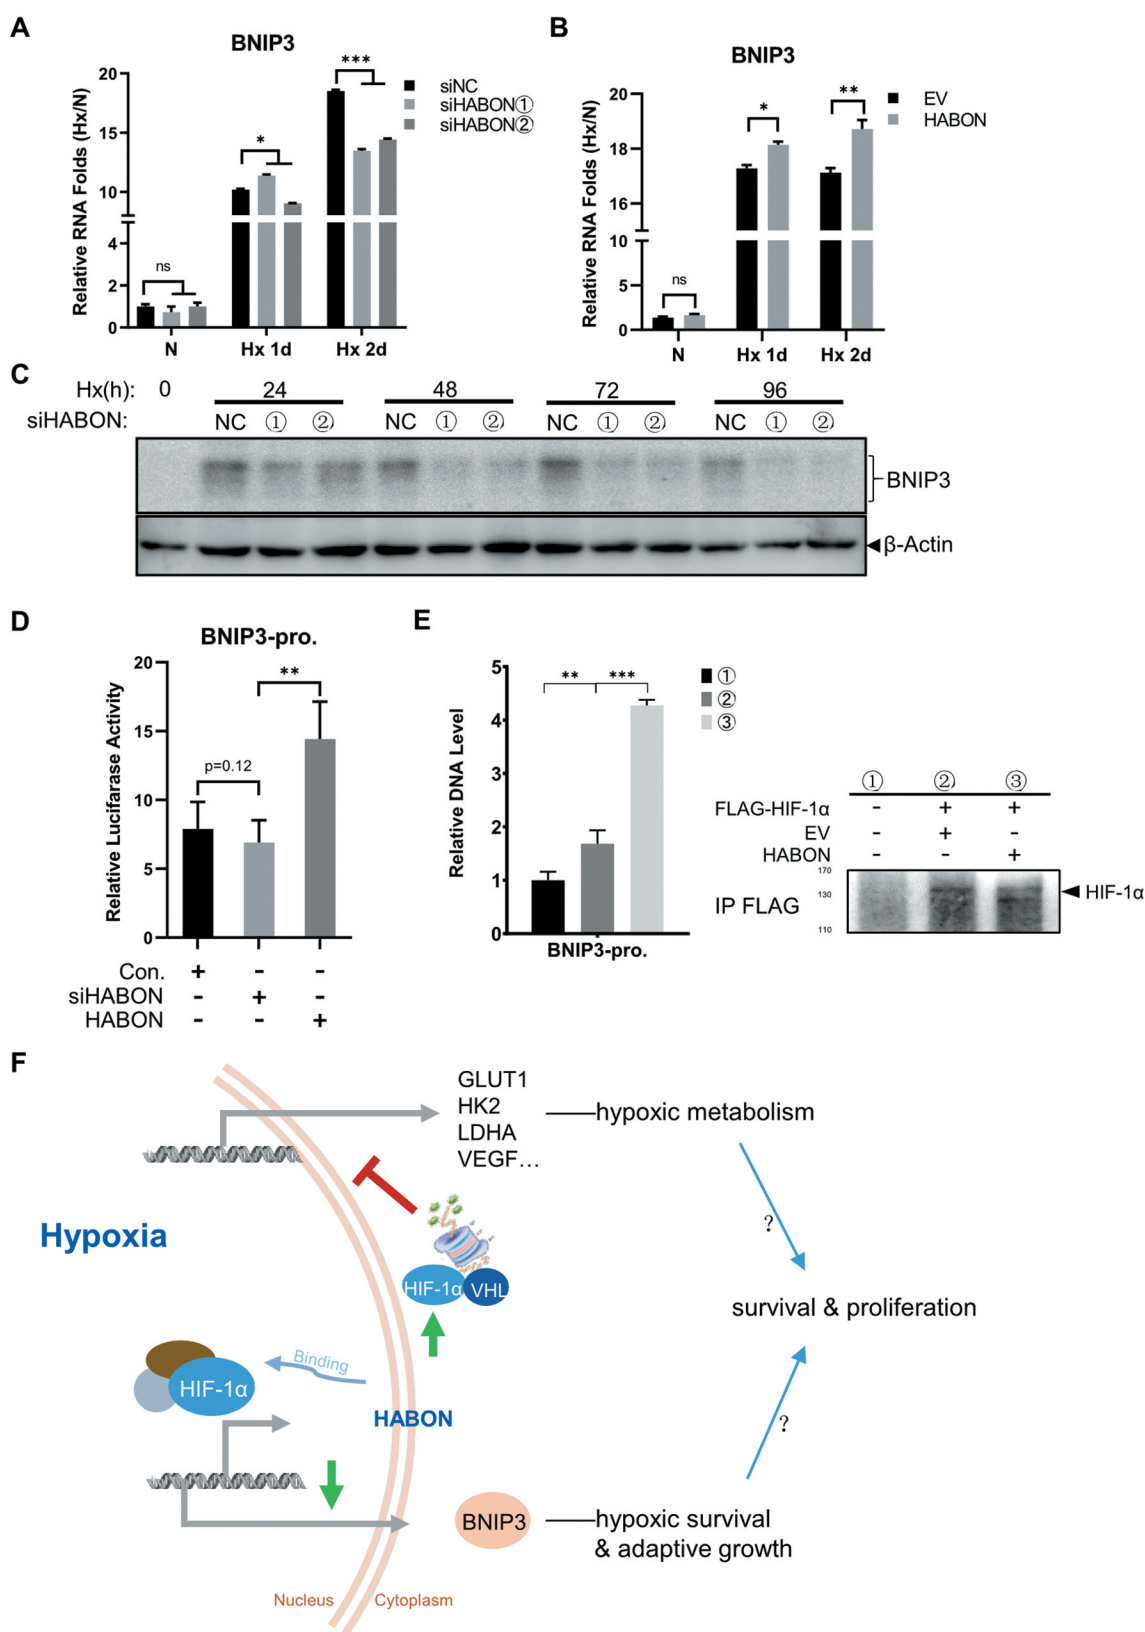 A
BNIP3
Relative RNA Folds (Hx/N)
20
15
10
4
2
0
ns
*
***
N
Hx 1d
Hx 2d
siNC
siHABON①
siHABON②
B
BNIP3
Relative RNA Folds (Hx/N)
20
18
16
10
5
0
ns
*
**
N
Hx 1d
Hx 2d
EV
HABON
C
Hx(h): 0 24 48 72 96
siHABON: NC ① ② NC ① ② NC ① ② NC ① ②
BNIP3
β-Actin
D
BNIP3-pro.
Relative Lucifarase Activity
20
15
10
5
0
p=0.12
**
Con. + - -
siHABON - + -
HABON - - +
E
Relative DNA Level
5
4
3
2
1
0
** ***
BNIP3-pro.
①
②
③
① ② ③
FLAG-HIF-1α - + +
EV - + -
HABON - - +
IP FLAG
170
130
110
HIF-1α
F
GLUT1
HK2
LDHA
VEGF...
hypoxic metabolism
Hypoxia
HIF-1α VHL
?
survival & proliferation
Binding
HIF-1α
HABON
?
BNIP3
hypoxic survival
& adaptive growth
Nucleus Cytoplasm